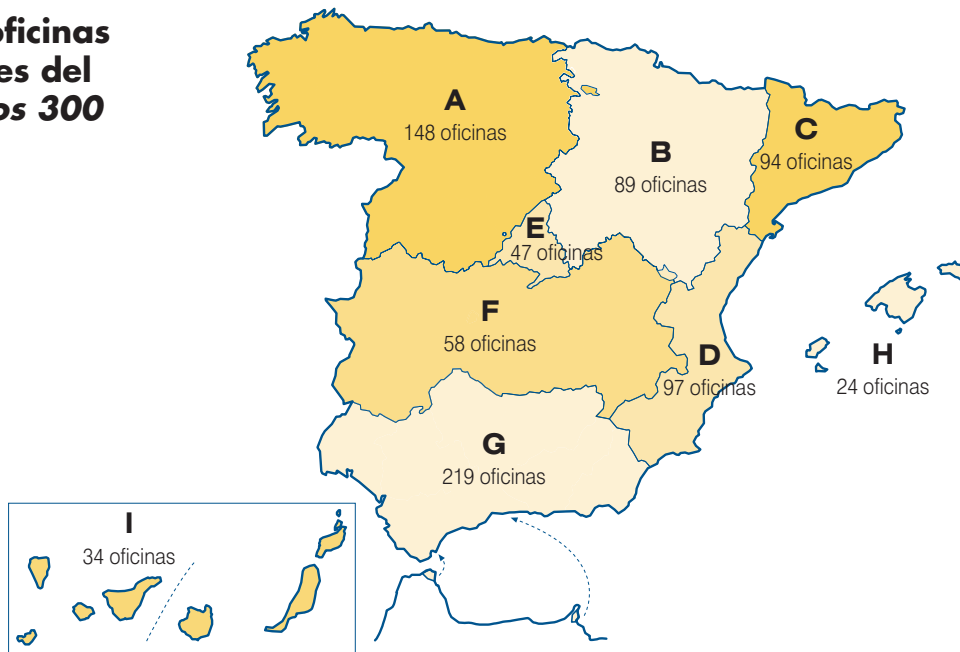 oficinas
es del
os 300
A
148 oficinas
B
89 oficinas
C
94 oficinas
E
47 oficinas
F
58 oficinas
D
97 oficinas
H
24 oficinas
G
219 oficinas
I
34 oficinas